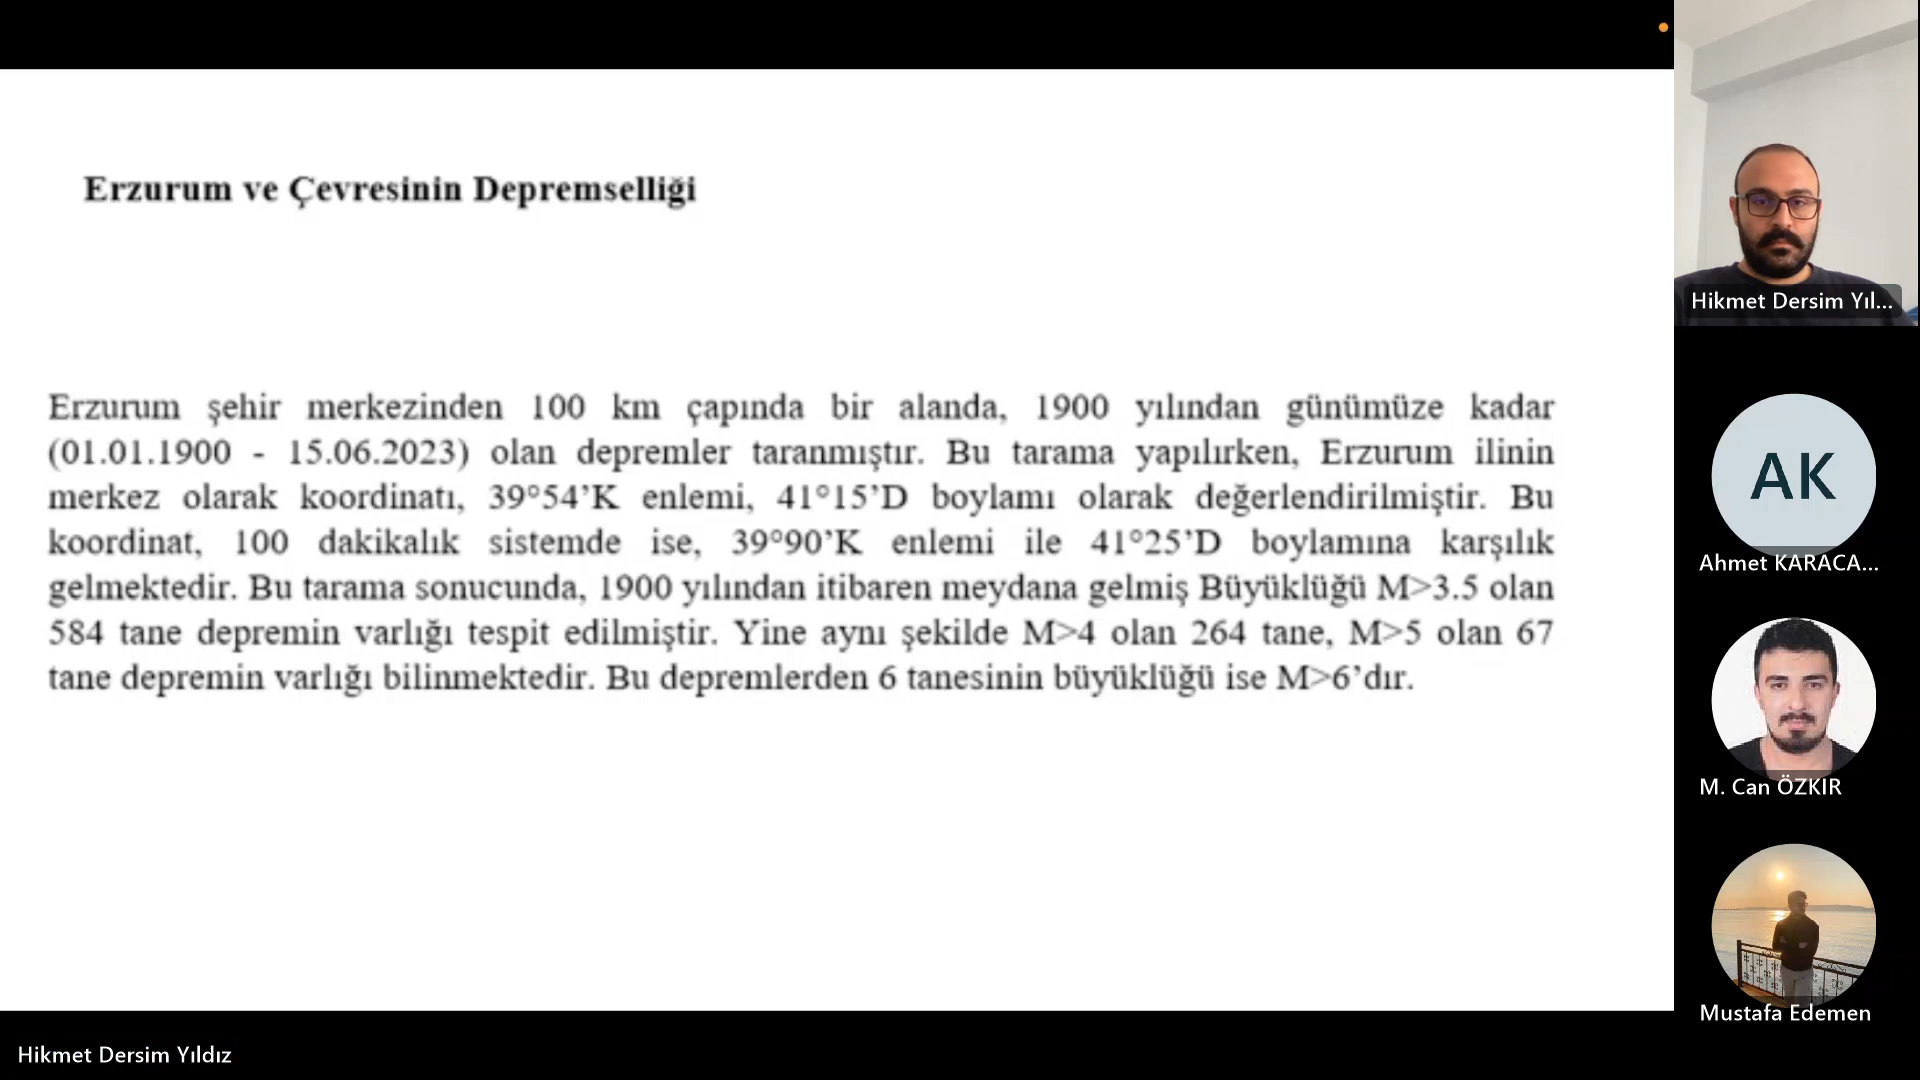 Erzurum ve Çevresinin Depremselliği
Erzurum şehir merkezinden 100 km çapında bir alanda, 1900 yılından günümüze kadar
(01.01.1900 - 15.06.2023) olan depremler taranmıştır. Bu tarama yapılırken, Erzurum ilinin
merkez olarak koordinatı, 39°54’K enlemi, 41°15’D boylamı olarak değerlendirilmiştir. Bu
koordinat, 100 dakikalık sistemde ise, 39°90’K enlemi ile 41°25’D boylamına karşılık
gelmektedir. Bu tarama sonucunda, 1900 yılından itibaren meydana gelmiş Büyüklüğü M>3.5 olan
584 tane depremin varlığı tespit edilmiştir. Yine aynı şekilde M>4 olan 264 tane, M>5 olan 67
tane depremin varlığı bilinmektedir. Bu depremlerden 6 tanesinin büyüklüğü ise M>6’dır.
Hikmet Dersim Yıl...
AK
Ahmet KARACA...
M. Can ÖZKIR
Mustafa Edemen
Hikmet Dersim Yıldız